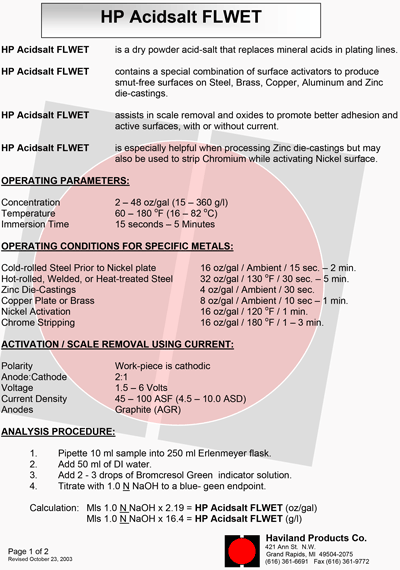 HP Acidsalt FLWET
HP Acidsalt FLWET is a dry powder acid-salt that replaces mineral acids in plating lines.
HP Acidsalt FLWET contains a special combination of surface activators to produce
smut-free surfaces on Steel, Brass, Copper, Aluminum and Zinc
die-castings.
HP Acidsalt FLWET assists in scale removal and oxides to promote better adhesion and
active surfaces, with or without current.
HP Acidsalt FLWET is especially helpful when processing Zinc die-castings but may
also be used to strip Chromium while activating Nickel surface.
OPERATING PARAMETERS:
Concentration 2 – 48 oz/gal (15 – 360 g/l)
Temperature 60 – 180 °F (16 – 82 °C)
Immersion Time 15 seconds – 5 Minutes
OPERATING CONDITIONS FOR SPECIFIC METALS:
Cold-rolled Steel Prior to Nickel plate 16 oz/gal / Ambient / 15 sec. – 2 min.
Hot-rolled, Welded, or Heat-treated Steel 32 oz/gal / 130 °F / 30 sec. – 5 min.
Zinc Die-Castings 4 oz/gal / Ambient / 30 sec.
Copper Plate or Brass 8 oz/gal / Ambient / 10 sec – 1 min.
Nickel Activation 16 oz/gal / 120 °F / 1 min.
Chrome Stripping 16 oz/gal / 180 °F / 1 – 3 min.
ACTIVATION / SCALE REMOVAL USING CURRENT:
Polarity Work-piece is cathodic
Anode:Cathode 2:1
Voltage 1.5 – 6 Volts
Current Density 45 – 100 ASF (4.5 – 10.0 ASD)
Anodes Graphite (AGR)
ANALYSIS PROCEDURE:
1. Pipette 10 ml sample into 250 ml Erlenmeyer flask.
2. Add 50 ml of DI water.
3. Add 2 - 3 drops of Bromcresol Green indicator solution.
4. Titrate with 1.0 N NaOH to a blue- geen endpoint.
Calculation: Mls 1.0 N NaOH x 2.19 = HP Acidsalt FLWET (oz/gal)
Mls 1.0 N NaOH x 16.4 = HP Acidsalt FLWET (g/l)
Haviland Products Co.
421 Ann St. N.W.
Grand Rapids, MI 49504-2075
(616) 361-6691 Fax (616) 361-9772
Page 1 of 2
Revised October 23, 2003